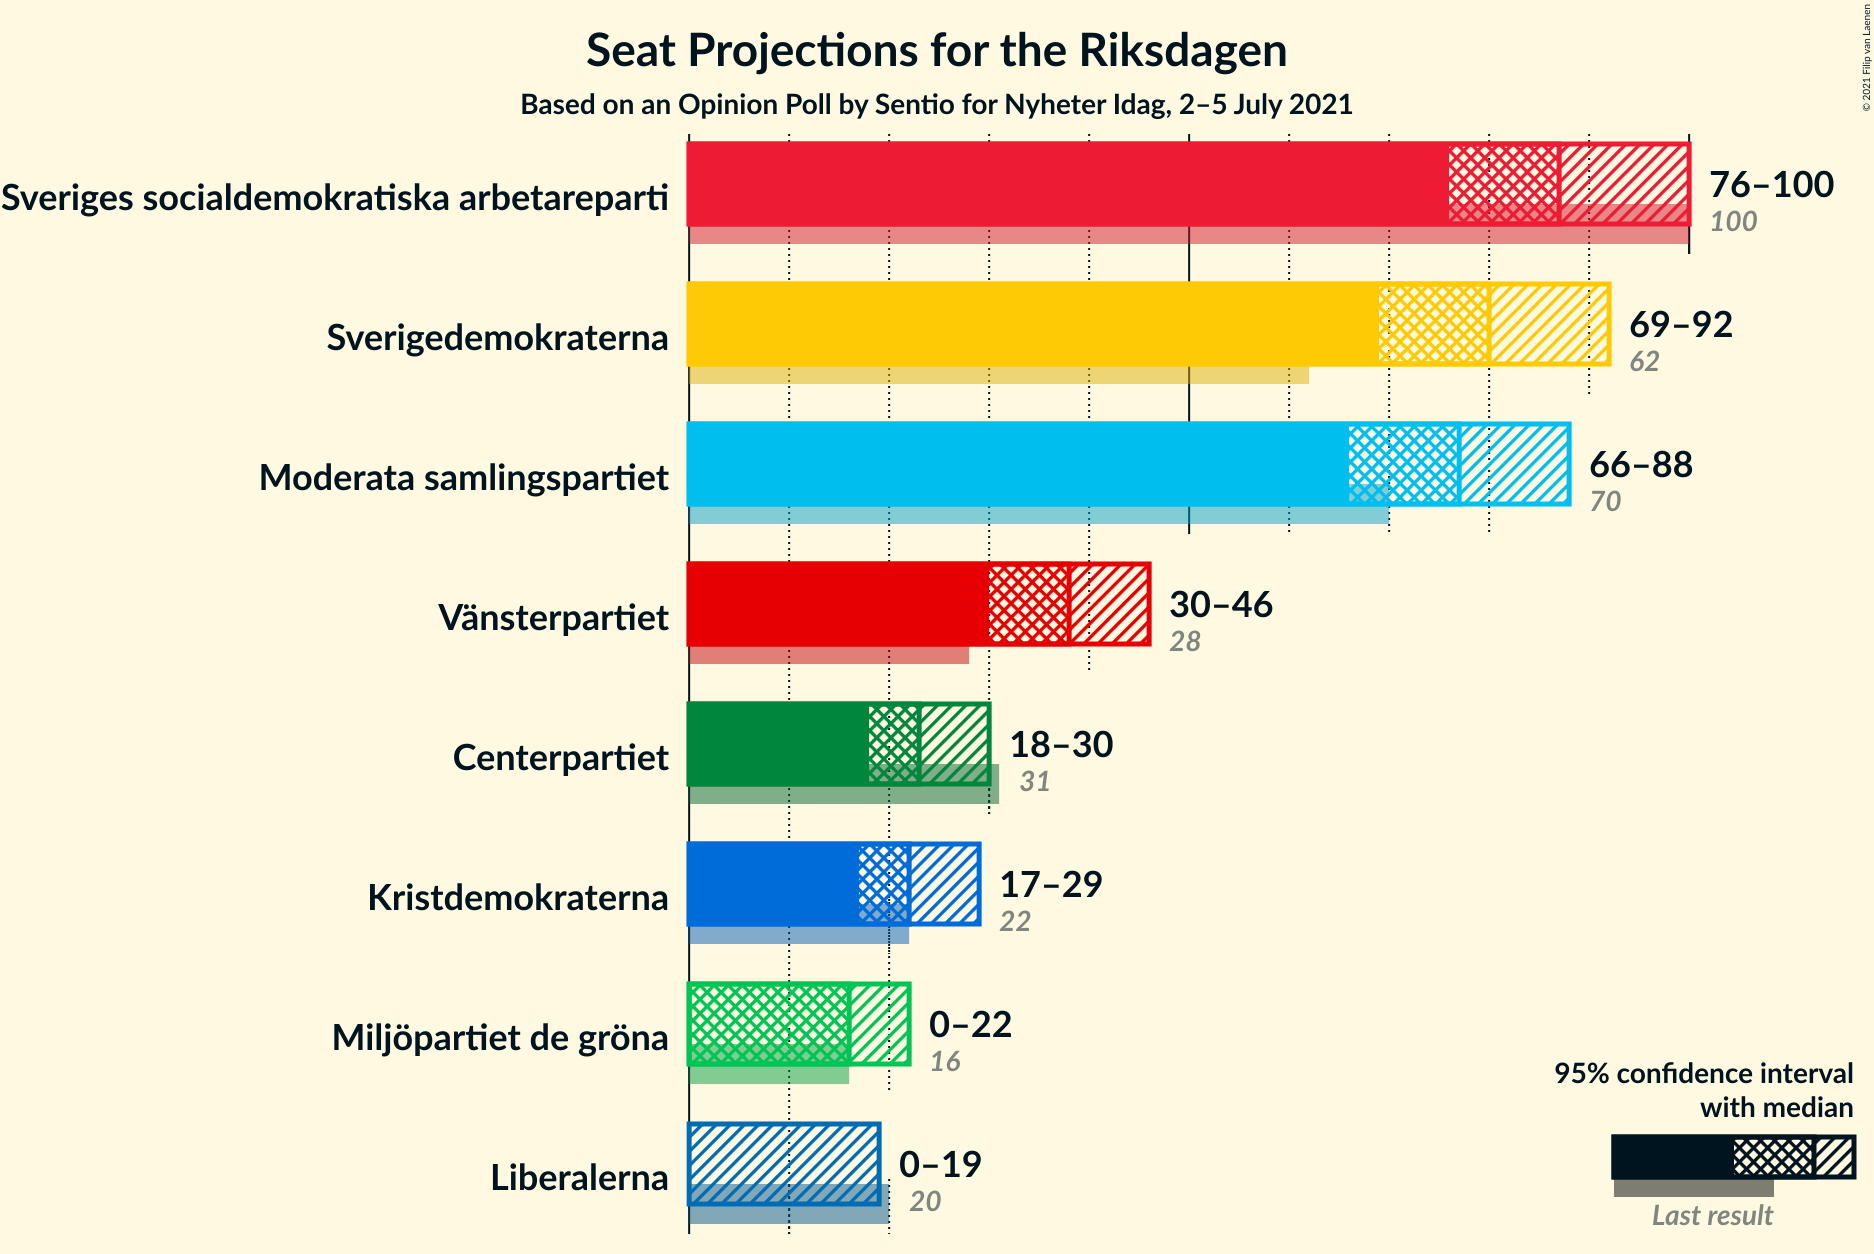 Seat Projections for the Riksdagen
Based on an Opinion Poll by Sentio for Nyheter Idag, 2–5 July 2021
© 2021 Filip van Laenen
Sveriges socialdemokratiska arbetareparti
76–100
100
Sverigedemokraterna
69–92
62
Moderata samlingspartiet
66–88
70
Vänsterpartiet
30–46
28
Centerpartiet
18–30
31
Kristdemokraterna
17–29
22
Miljöpartiet de gröna
0–22
16
Liberalerna
0–19
20
95% confidence interval
with median
Last result